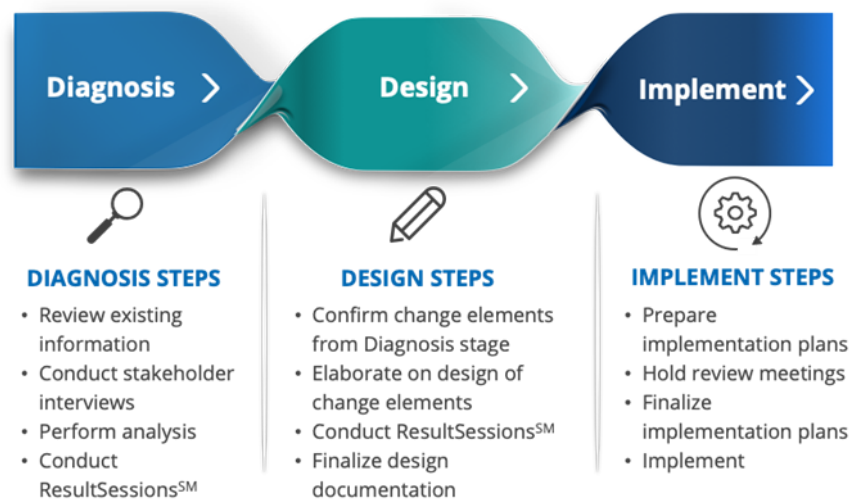 Diagnosis
Design
Implement
DIAGNOSIS STEPS
• Review existing
information
• Conduct stakeholder
interviews
• Perform analysis
• Conduct
ResultSessions℠
DESIGN STEPS
• Confirm change elements
from Diagnosis stage
• Elaborate on design of
change elements
• Conduct ResultSessions℠
• Finalize design
documentation
IMPLEMENT STEPS
• Prepare
implementation plans
• Hold review meetings
• Finalize
implementation plans
• Implement